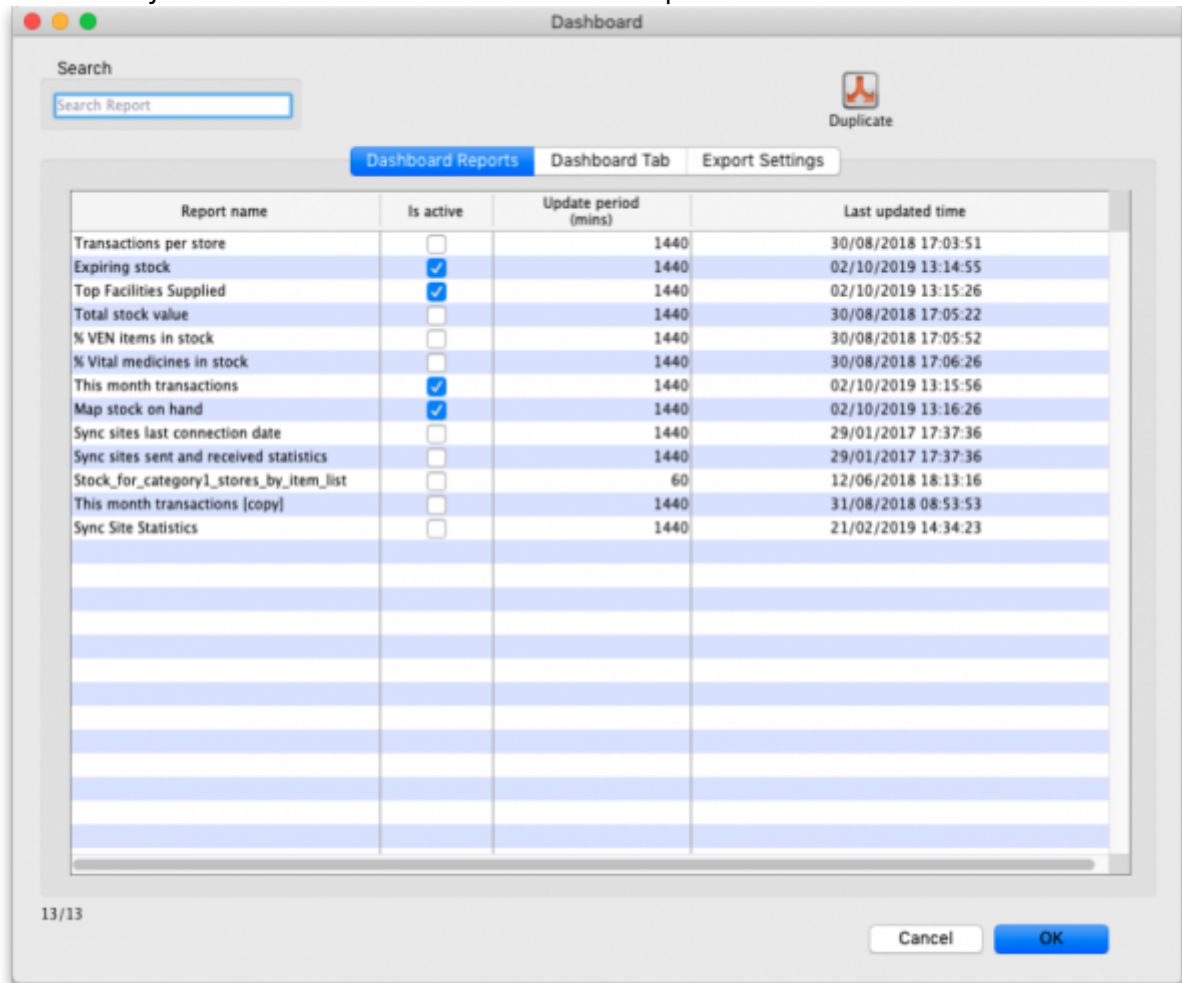 Dashboard
Search
Search Report
Duplicate
Dashboard Reports Dashboard Tab Export Settings
Report name Is active Update period (mins) Last updated time
Transactions per store 1440 30/08/2018 17:03:51
Expiring stock 1440 02/10/2019 13:14:55
Top Facilities Supplied 1440 02/10/2019 13:15:26
Total stock value 1440 30/08/2018 17:05:22
% VEN items in stock 1440 30/08/2018 17:05:52
% Vital medicines in stock 1440 30/08/2018 17:06:26
This month transactions 1440 02/10/2019 13:15:56
Map stock on hand 1440 02/10/2019 13:16:26
Sync sites last connection date 1440 29/01/2017 17:37:36
Sync sites sent and received statistics 1440 29/01/2017 17:37:36
Stock_for_category1_stores_by_item_list 60 12/06/2018 18:13:16
This month transactions [copy] 1440 31/08/2018 08:53:53
Sync Site Statistics 1440 21/02/2019 14:34:23
13/13
Cancel OK